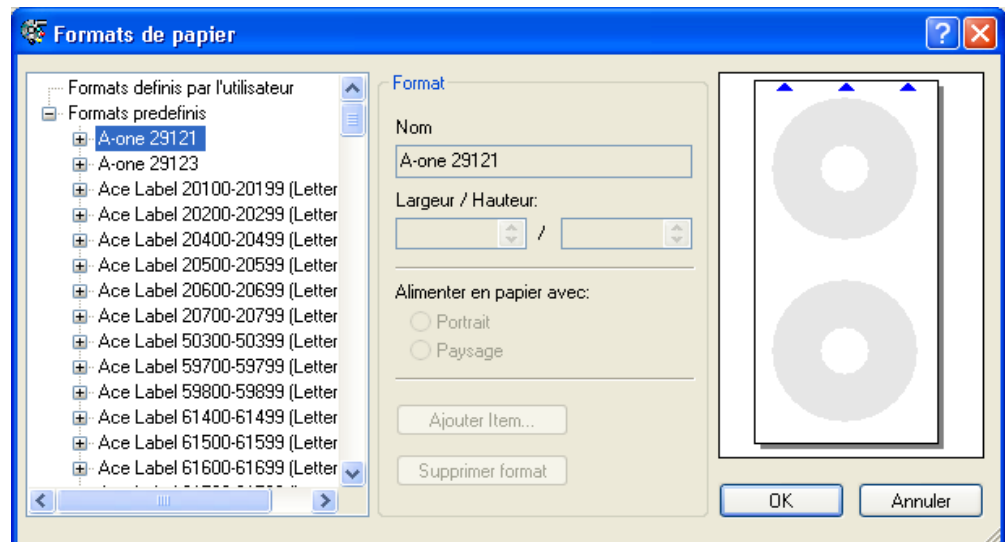 Formats de papier
Formats definis par l'utilisateur
Formats predefinis
A-one 29121
A-one 29123
Ace Label 20100-20199 (Letter
Ace Label 20200-20299 (Letter
Ace Label 20400-20499 (Letter
Ace Label 20500-20599 (Letter
Ace Label 20600-20699 (Letter
Ace Label 20700-20799 (Letter
Ace Label 50300-50399 (Letter
Ace Label 59700-59799 (Letter
Ace Label 59800-59899 (Letter
Ace Label 61400-61499 (Letter
Ace Label 61500-61599 (Letter
Ace Label 61600-61699 (Letter
Format
Nom
A-one 29121
Largeur / Hauteur:
/
Alimenter en papier avec:
Portrait
Paysage
Ajouter Item...
Supprimer format
OK
Annuler